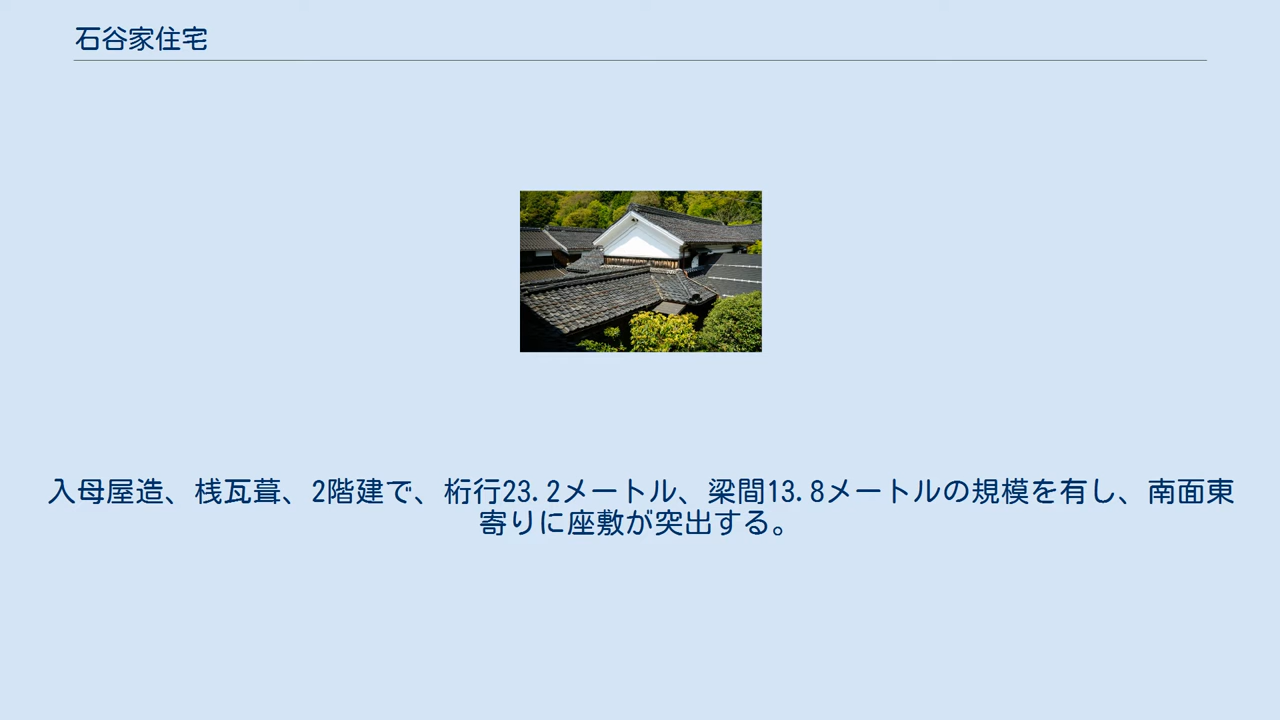 石谷家住宅
入母屋造、桟瓦葺、2階建で、桁行23.2メートル、梁間13.8メートルの規模を有し、南面東
寄りに座敷が突出する。